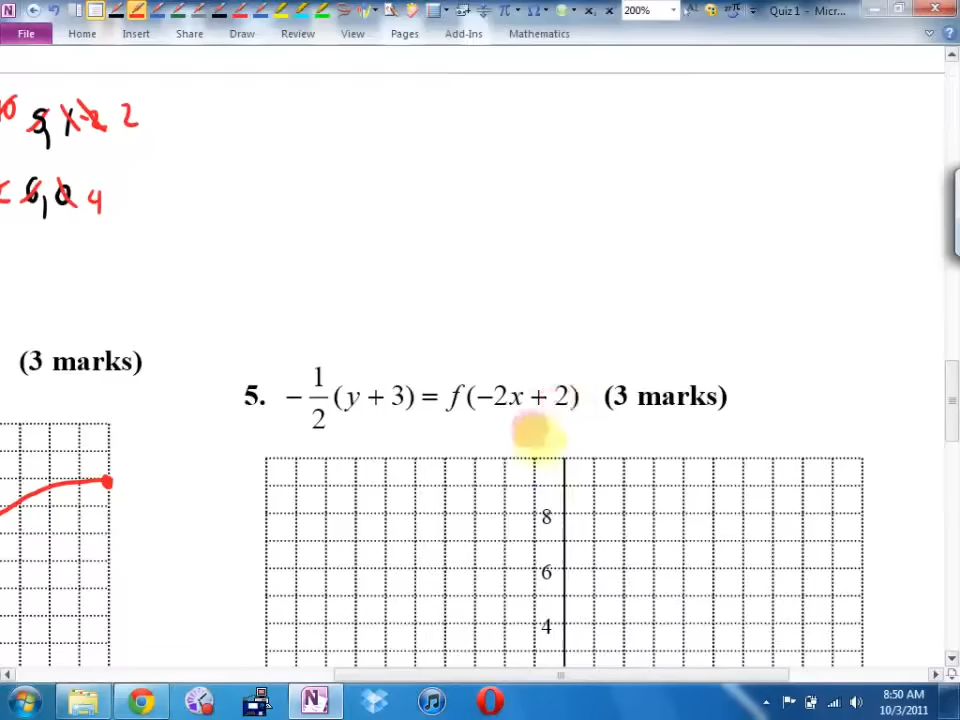 200% Quiz 1 - Micr...
File Home Insert Share Draw Review View Pages Add-Ins Mathematics
2
4
(3 marks)
5. −1/2(y + 3) = f(−2x + 2) (3 marks)
8
6
4
8:50 AM
10/3/2011